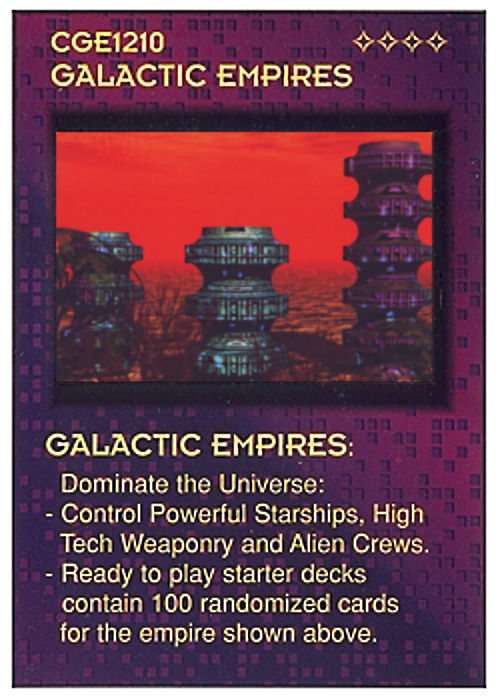 CGE1210
GALACTIC EMPIRES
GALACTIC EMPIRES:
Dominate the Universe:
- Control Powerful Starships, High
Tech Weaponry and Alien Crews.
- Ready to play starter decks
contain 100 randomized cards
for the empire shown above.